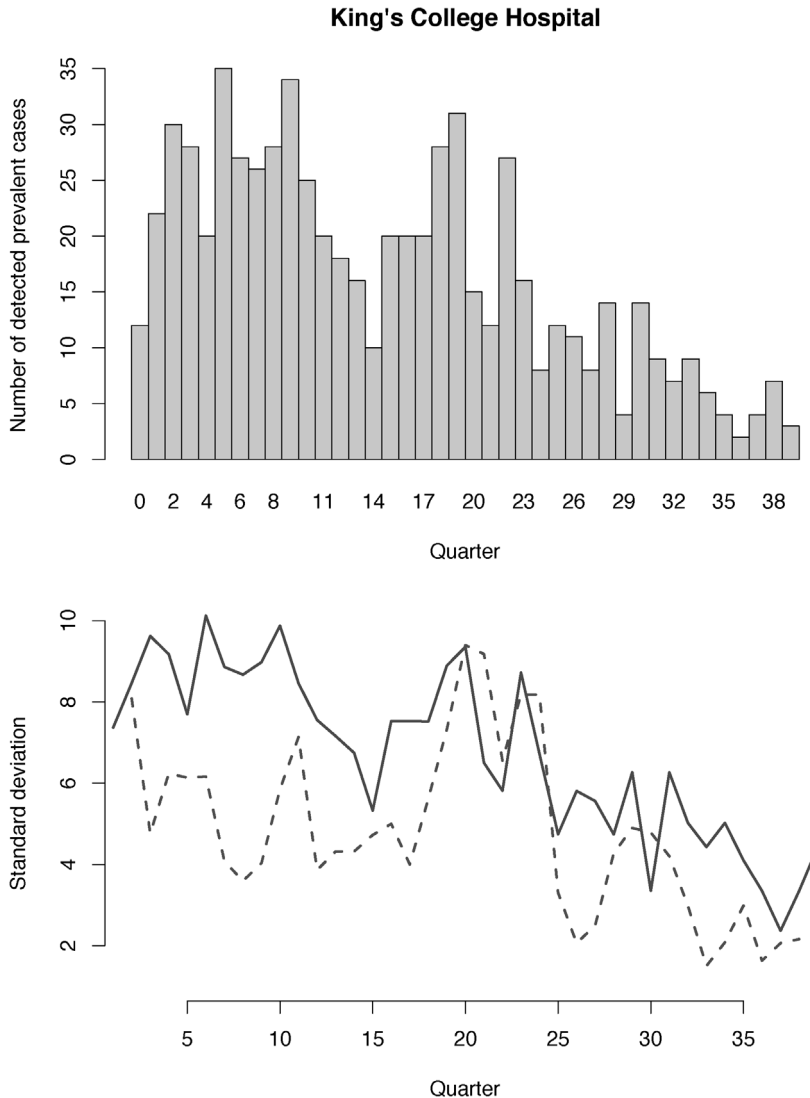 King's College Hospital
Number of detected prevalent cases
35
30
25
20
15
10
5
0
0 2 4 6 8 11 14 17 20 23 26 29 32 35 38
Quarter
Standard deviation
10
8
6
4
2
5 10 15 20 25 30 35
Quarter